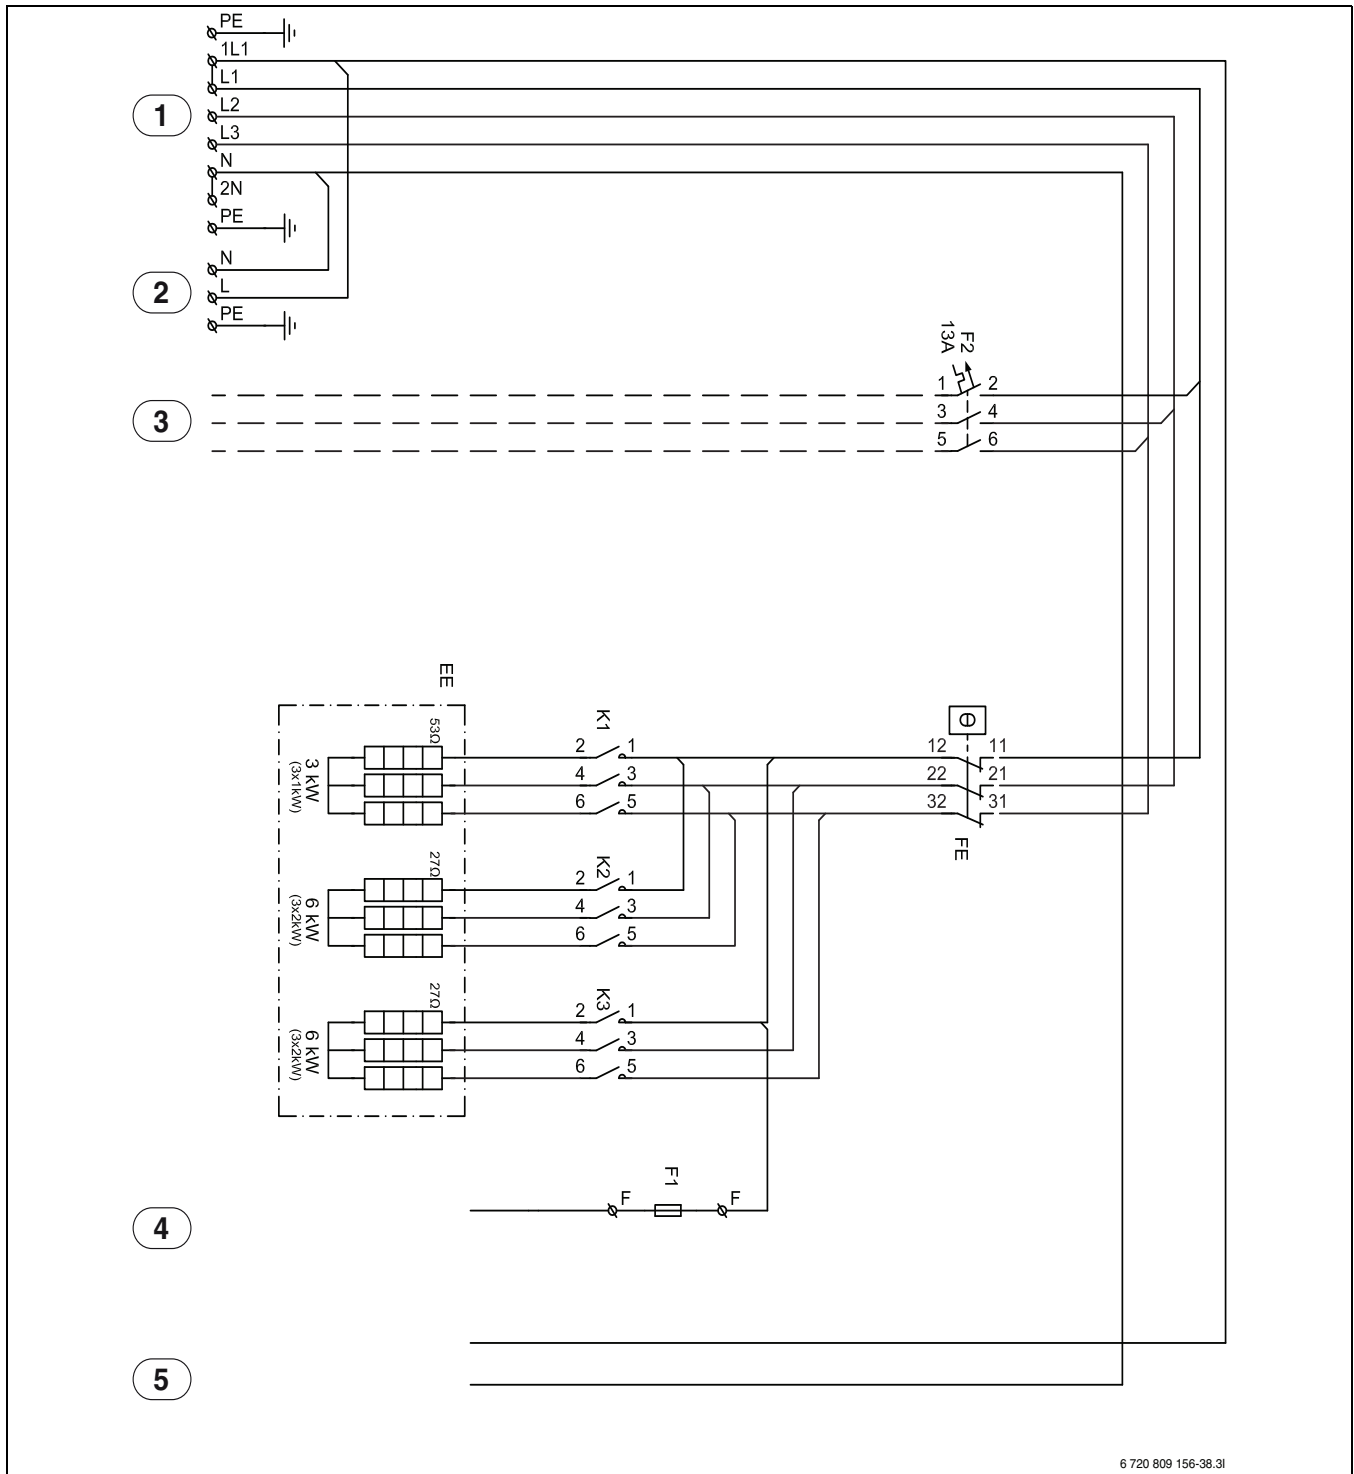 PE
1L1
L1
1
L2
L3
N
2N
PE
N
2
L
PE
F2
13A
1 2
3
3 4
5 6
EE
K1
53Ω
3 kW
(3x1kW)
2 1
4 3
6 5
12 11
22 21
32 31
FE
K2
27Ω
6 kW
(3x2kW)
2 1
4 3
6 5
K3
27Ω
6 kW
(3x2kW)
2 1
4 3
6 5
F1
F F
4
5
6 720 809 156-38.3I